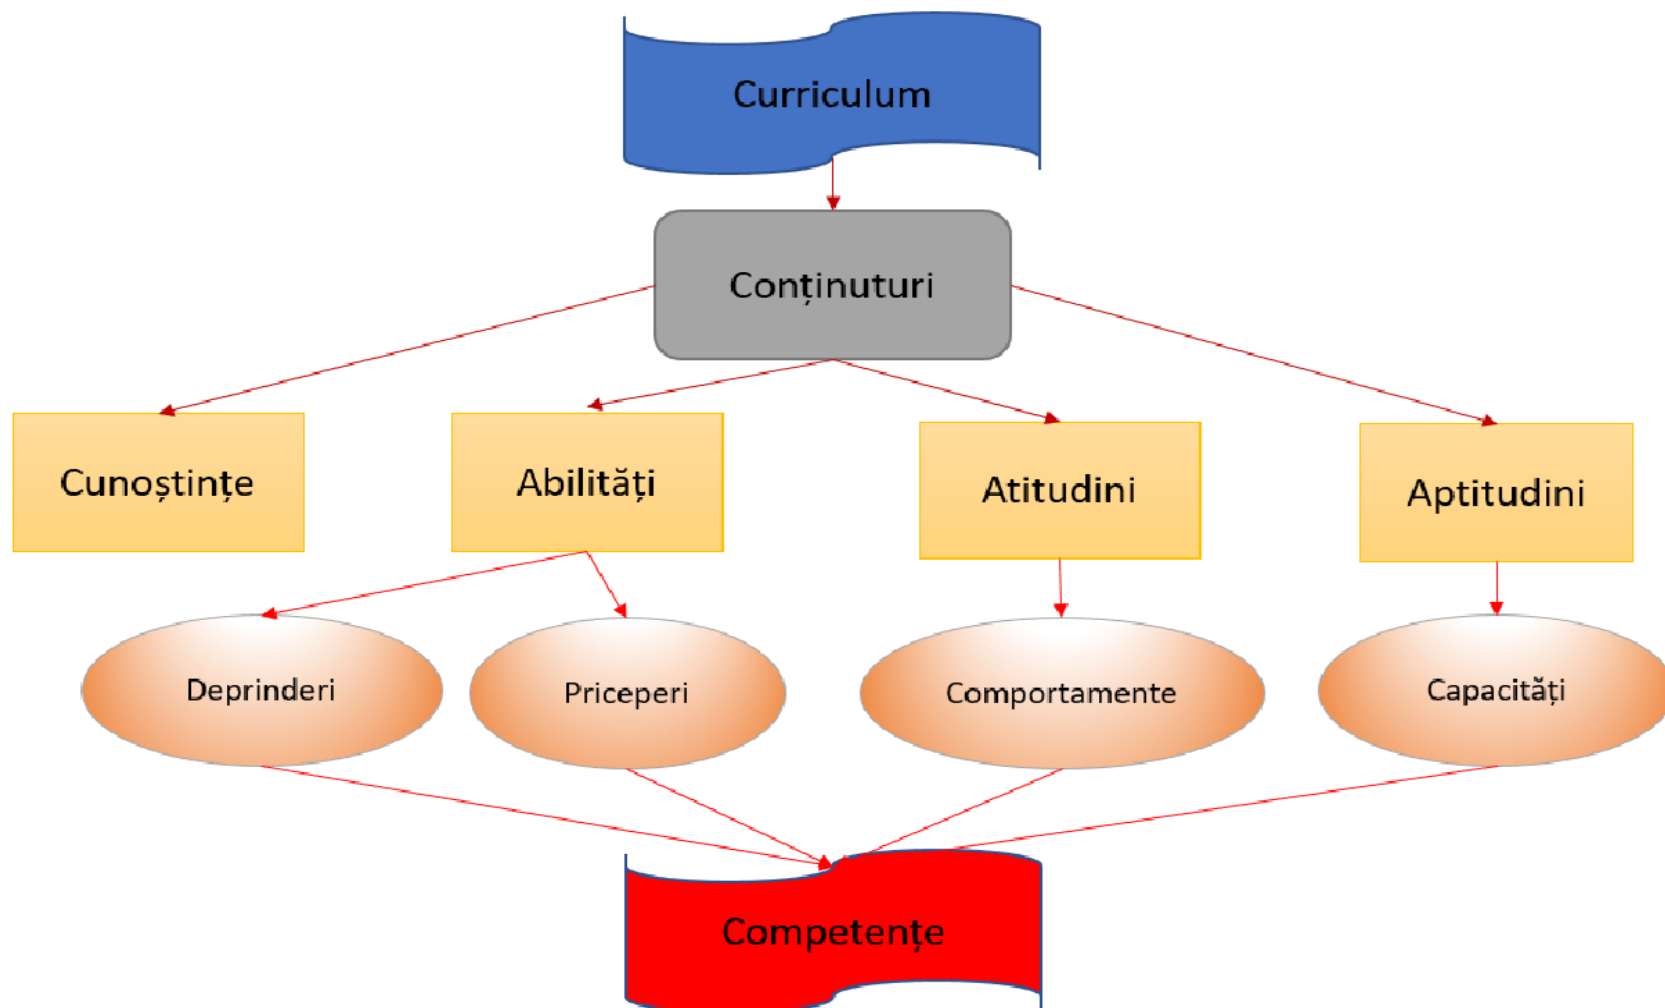 Curriculum
Conținuturi
Cunoștințe
Abilități
Atitudini
Aptitudini
Deprinderi
Priceperi
Comportamente
Capacități
Competențe